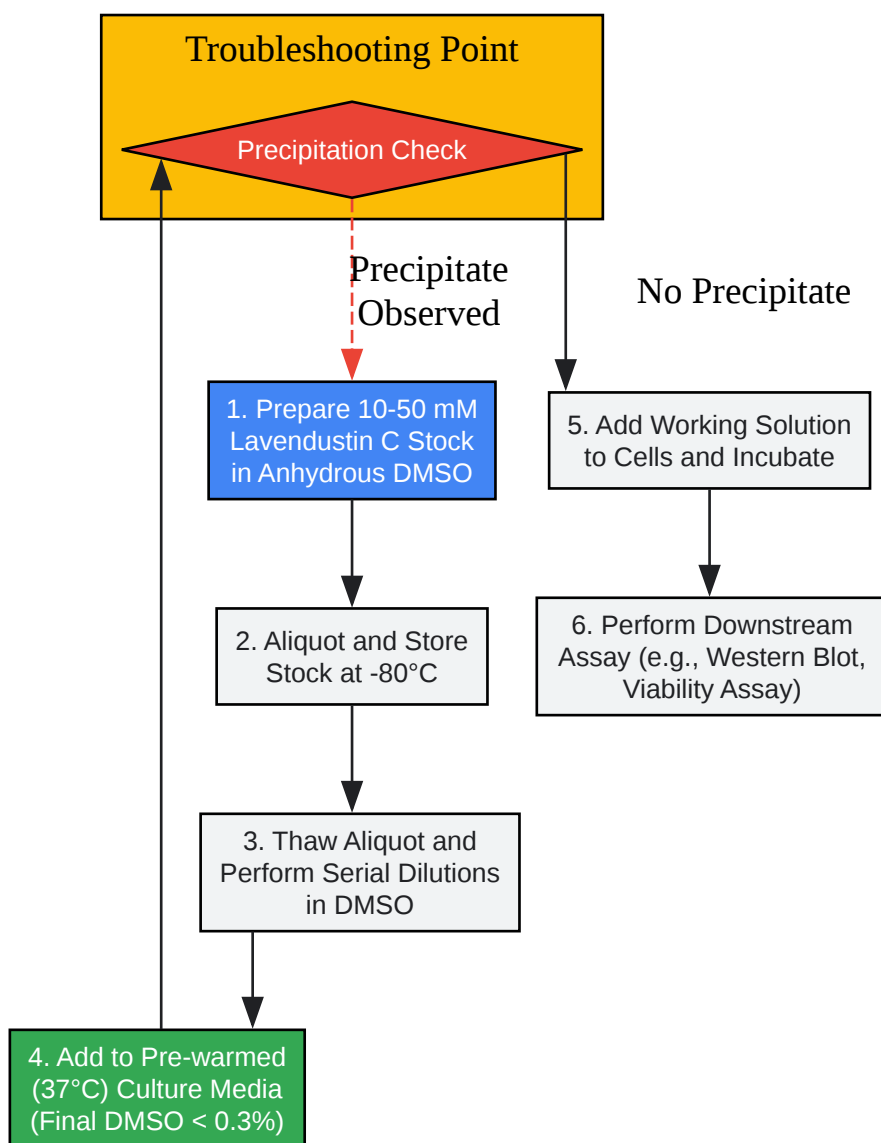 Troubleshooting Point
Precipitation Check
Precipitate
Observed
No Precipitate
1. Prepare 10-50 mM
Lavendustin C Stock
in Anhydrous DMSO
5. Add Working Solution
to Cells and Incubate
2. Aliquot and Store
Stock at -80°C
6. Perform Downstream
Assay (e.g., Western Blot,
Viability Assay)
3. Thaw Aliquot and
Perform Serial Dilutions
in DMSO
4. Add to Pre-warmed
(37°C) Culture Media
(Final DMSO < 0.3%)